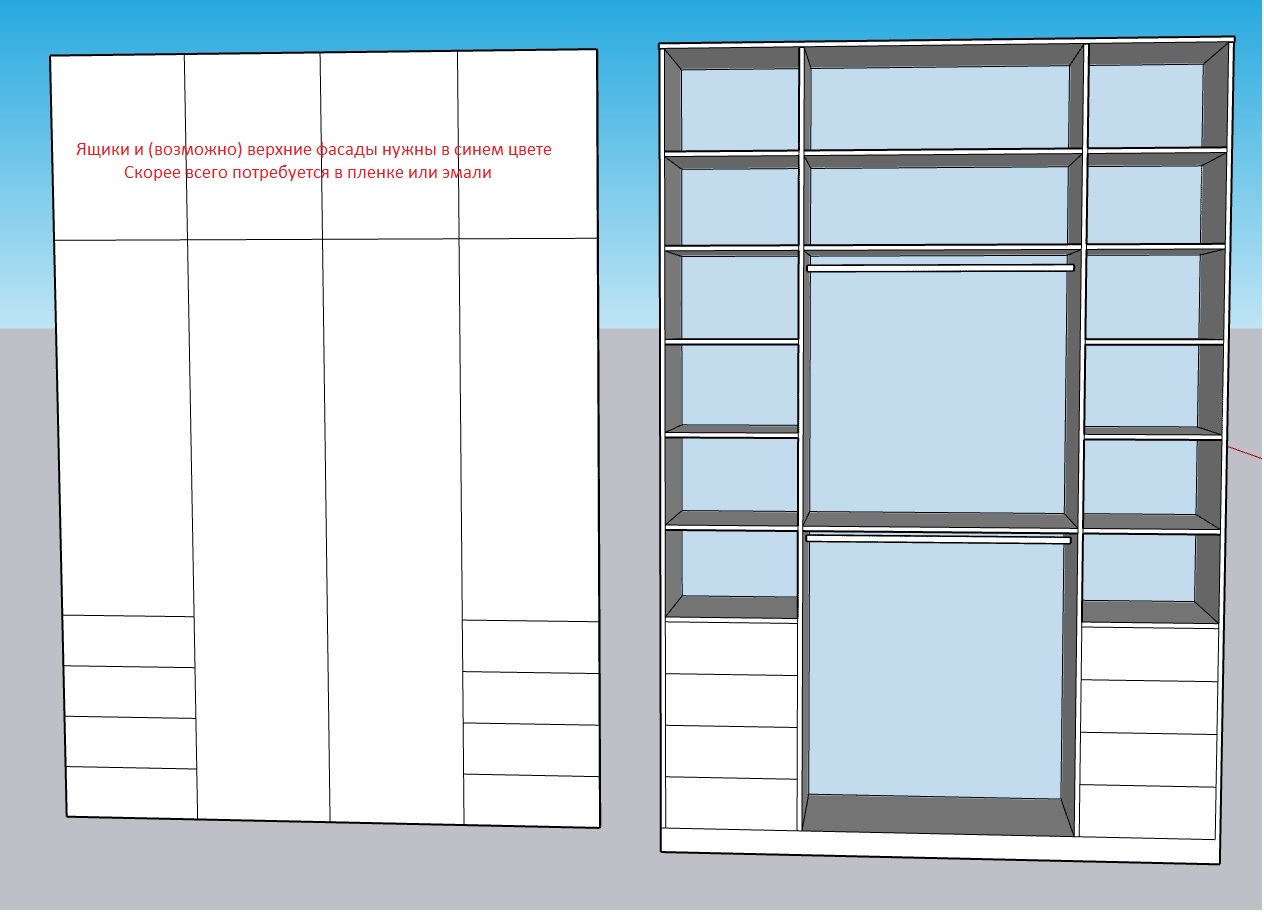 Ящики и (возможно) верхние фасады нужны в синем цвете
Скорее всего потребуется в пленке или эмали